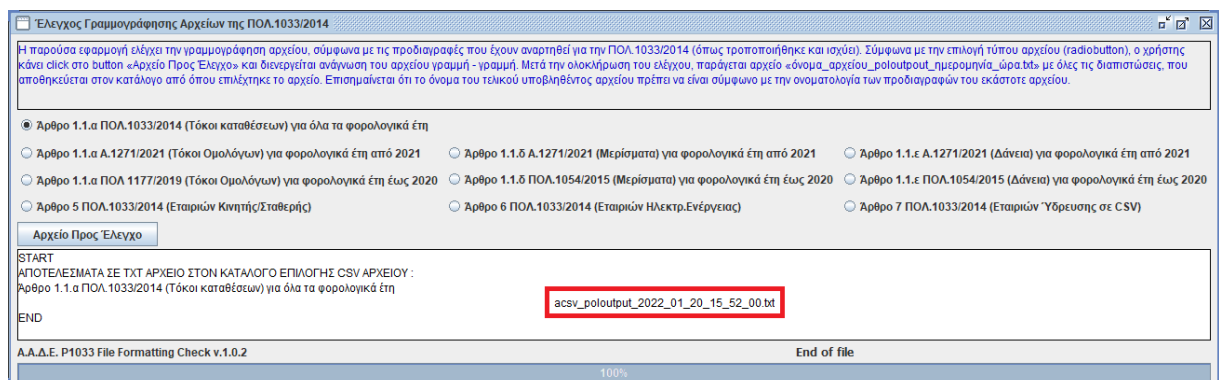 Έλεγχος Γραμμογράφησης Αρχείων της ΠΟΛ.1033/2014
Η παρούσα εφαρμογή ελέγχει την γραμμογράφηση αρχείου, σύμφωνα με τις προδιαγραφές που έχουν αναρτηθεί για την ΠΟΛ.1033/2014 (όπως τροποποιήθηκε και ισχύει). Σύμφωνα με την επιλογή τύπου αρχείου (radiobutton), ο χρήστης
κάνει click στο button «Αρχείο Προς Έλεγχο» και διενεργείται ανάγνωση του αρχείου γραμμή - γραμμή. Μετά την ολοκλήρωση του ελέγχου, παράγεται αρχείο «όνομα_αρχείου_poloutpout_ημερομηνία_ώρα.txt» με όλες τις διαπιστώσεις, που
αποθηκεύεται στον κατάλογο από όπου επιλέχτηκε το αρχείο. Επισημαίνεται ότι το όνομα του τελικού υποβληθέντος αρχείου πρέπει να είναι σύμφωνο με την ονοματολογία των προδιαγραφών του εκάστοτε αρχείου.
Άρθρο 1.1.α ΠΟΛ.1033/2014 (Τόκοι καταθέσεων) για όλα τα φορολογικά έτη
Άρθρο 1.1.α Α.1271/2021 (Τόκοι Ομολόγων) για φορολογικά έτη από 2021 Άρθρο 1.1.δ Α.1271/2021 (Μερίσματα) για φορολογικά έτη από 2021 Άρθρο 1.1.ε Α.1271/2021 (Δάνεια) για φορολογικά έτη από 2021
Άρθρο 1.1.α ΠΟΛ 1177/2019 (Τόκοι Ομολόγων) για φορολογικά έτη έως 2020 Άρθρο 1.1.δ ΠΟΛ.1054/2015 (Μερίσματα) για φορολογικά έτη έως 2020 Άρθρο 1.1.ε ΠΟΛ.1054/2015 (Δάνεια) για φορολογικά έτη έως 2020
Άρθρο 5 ΠΟΛ.1033/2014 (Εταιριών Κινητής/Σταθερής) Άρθρο 6 ΠΟΛ.1033/2014 (Εταιριών Ηλεκτρ.Ενέργειας) Άρθρο 7 ΠΟΛ.1033/2014 (Εταιριών Ύδρευσης σε CSV)
Αρχείο Προς Έλεγχο
START
ΑΠΟΤΕΛΕΣΜΑΤΑ ΣΕ TXT ΑΡΧΕΙΟ ΣΤΟΝ ΚΑΤΑΛΟΓΟ ΕΠΙΛΟΓΗΣ CSV ΑΡΧΕΙΟΥ :
Άρθρο 1.1.α ΠΟΛ.1033/2014 (Τόκοι καταθέσεων) για όλα τα φορολογικά έτη
acsv_poloutput_2022_01_20_15_52_00.txt
END
Α.Α.Δ.Ε. P1033 File Formatting Check v.1.0.2 End of file
100%